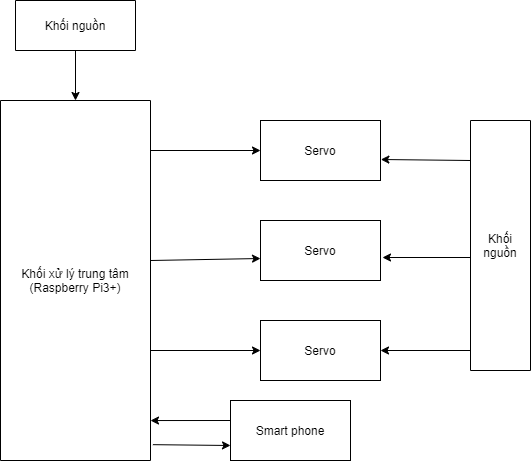 Khối nguồn
Servo
Khối xử lý trung tâm
(Raspberry Pi3+)
Servo
Khối
nguồn
Servo
Smart phone